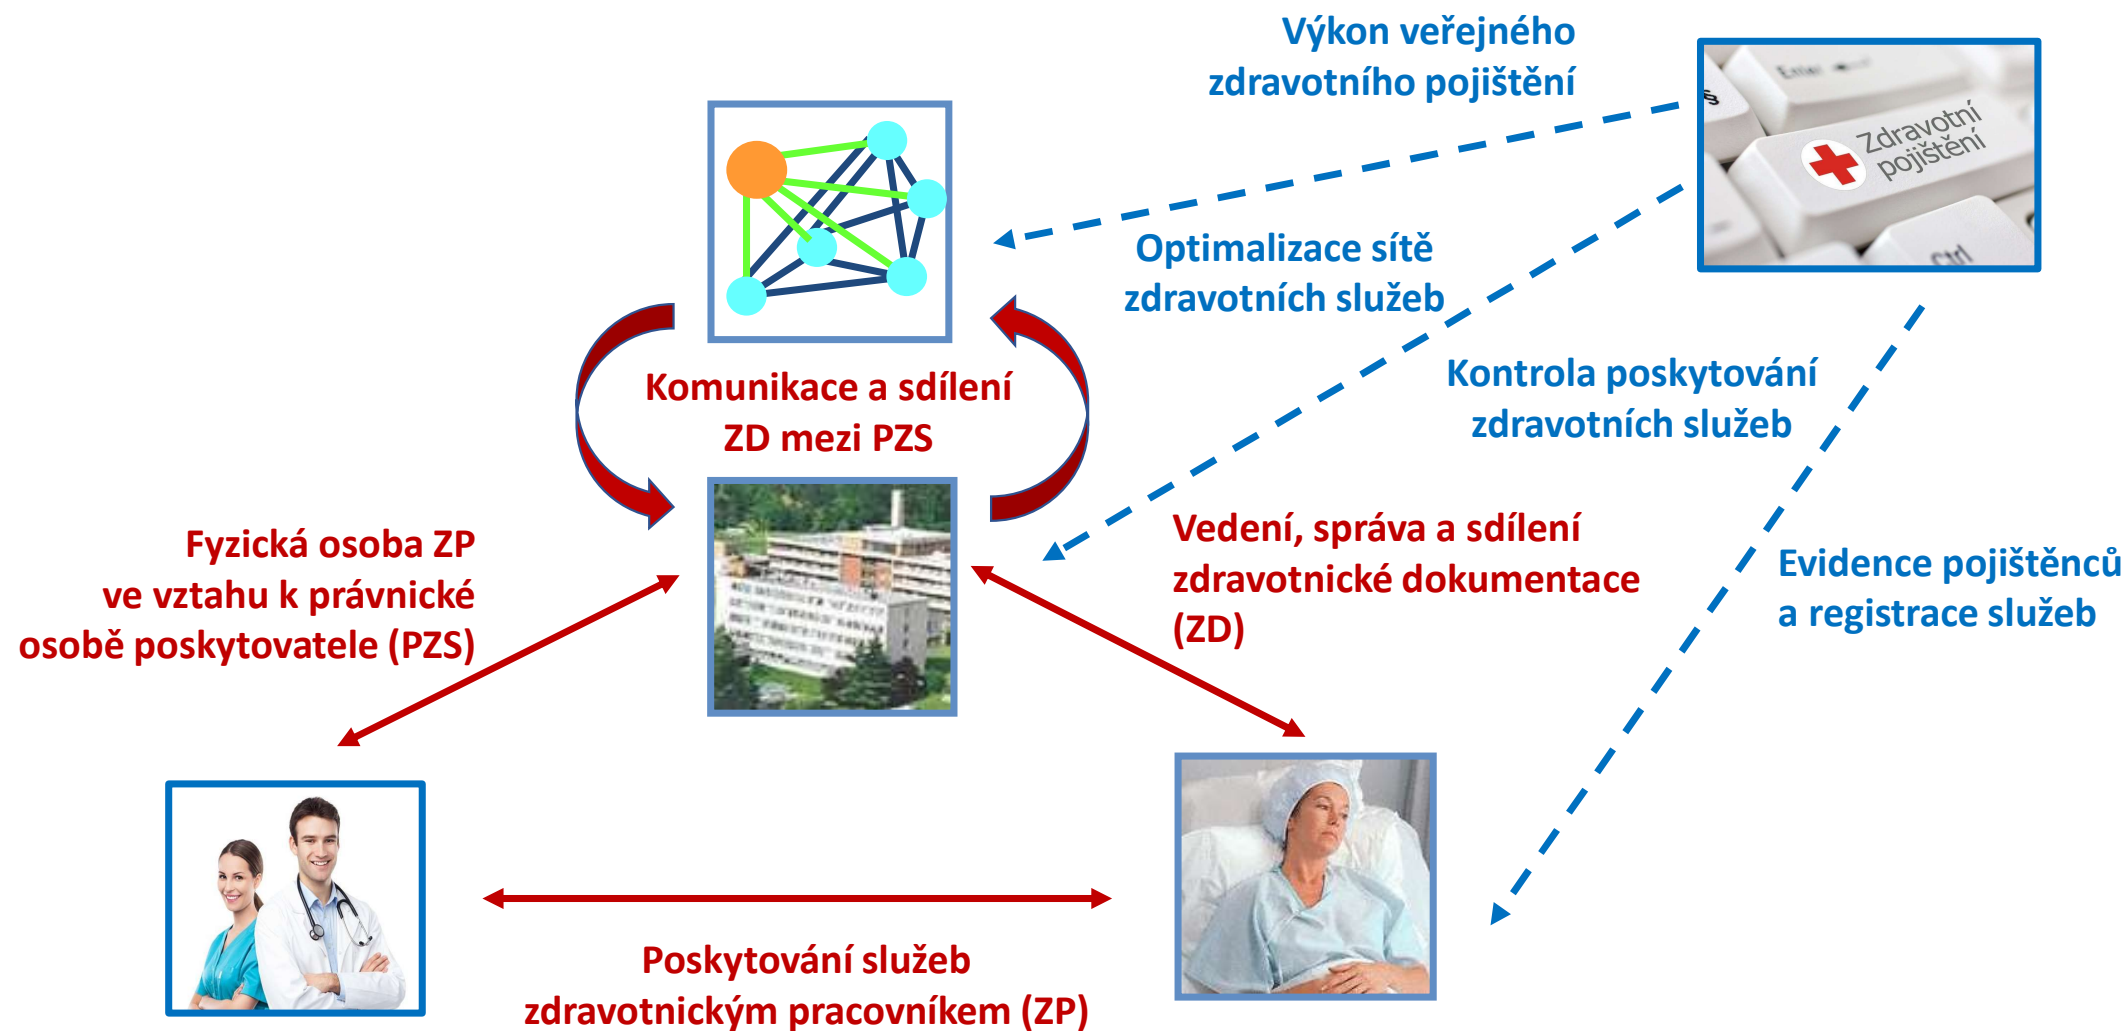 Výkon veřejného
zdravotního pojištění
Enter
§
Zdravotní
pojištění
Ctrl
Optimalizace sítě
zdravotních služeb
Kontrola poskytování
zdravotních služeb
Komunikace a sdílení
ZD mezi PZS
Fyzická osoba ZP
ve vztahu k právnické
osobě poskytovatele (PZS)
Vedení, správa a sdílení
zdravotnické dokumentace
(ZD)
Evidence pojištěnců
a registrace služeb
Poskytování služeb
zdravotnickým pracovníkem (ZP)